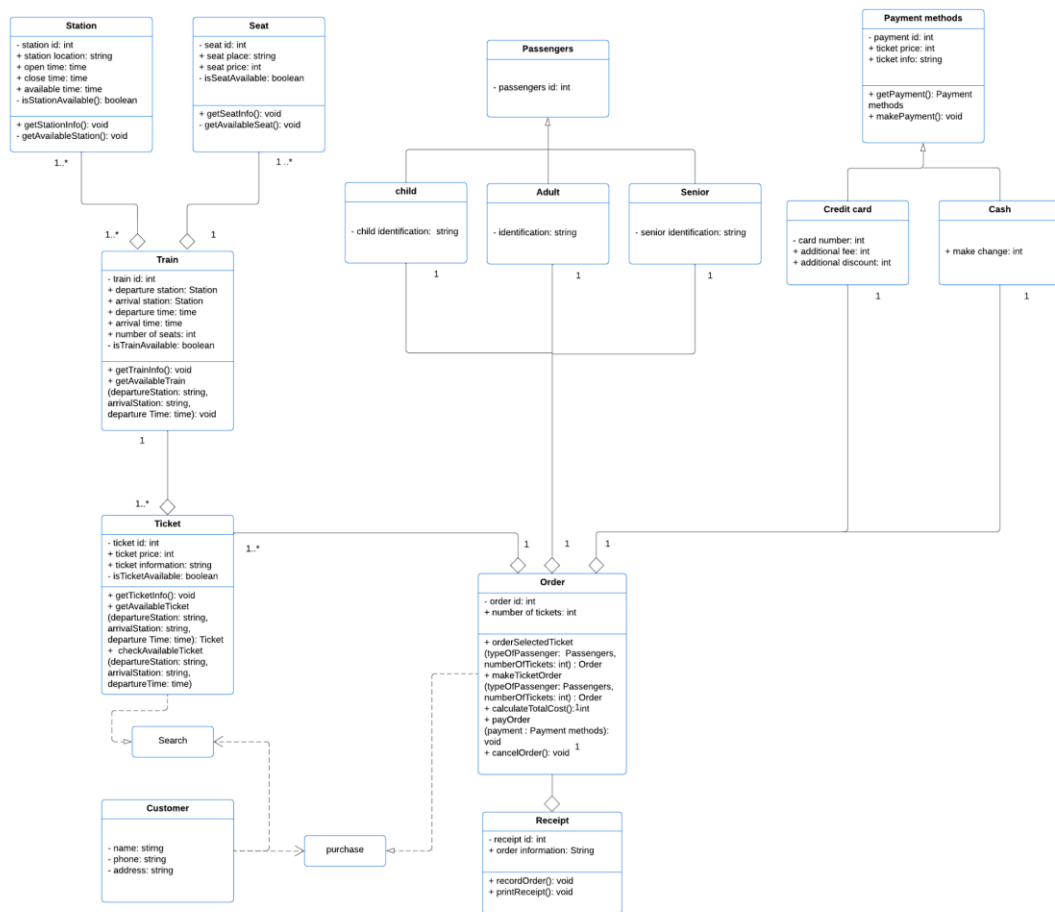 Station
- station id: int
+ station location: string
+ open time: time
+ close time: time
+ available time: time
- isStationAvailable(): boolean
+ getStationInfo(): void
- getAvailableStation(): void
1..*
Seat
- seat id: int
+ seat place: string
+ seat price: int
- isSeatAvailable: boolean
+ getSeatInfo(): void
- getAvailableSeat(): void
1 ..*
Passengers
- passengers id: int
Payment methods
- payment id: int
+ ticket price: int
+ ticket info: string
+ getPayment(): Payment
methods
+ makePayment(): void
child
- child identification: string
1
Adult
- identification: string
1
Senior
- senior identification: string
1
Credit card
- card number: int
+ additional fee: int
+ additional discount: int
1
Cash
+ make change: int
1
1..*
1
Train
- train id: int
+ departure station: Station
+ arrival station: Station
+ departure time: time
+ arrival time: time
+ number of seats: int
- isTrainAvailable: boolean
+ getTrainInfo(): void
+ getAvailableTrain
(departureStation: string,
arrivalStation: string,
departure Time: time): void
1
1..*
Ticket
- ticket id: int
+ ticket price: int
+ ticket information: string
- isTicketAvailable: boolean
+ getTicketInfo(): void
+ getAvailableTicket
(departureStation: string,
arrivalStation: string,
departure Time: time): Ticket
+ checkAvailableTicket
(departureStation: string,
arrivalStation: string,
departureTime: time)
1..*
1
1
1
Order
- order id: int
+ number of tickets: int
+ orderSelectedTicket
(typeOfPassenger: Passengers,
numberOfTickets: int) : Order
+ makeTicketOrder
(typeOfPassenger: Passengers,
numberOfTickets: int) : Order
+ calculateTotalCost(): int
1
+ payOrder
(payment : Payment methods):
void
+ cancelOrder(): void
1
Search
Customer
- name: stirng
- phone: string
- address: string
purchase
Receipt
- receipt id: int
+ order information: String
+ recordOrder(): void
+ printReceipt(): void